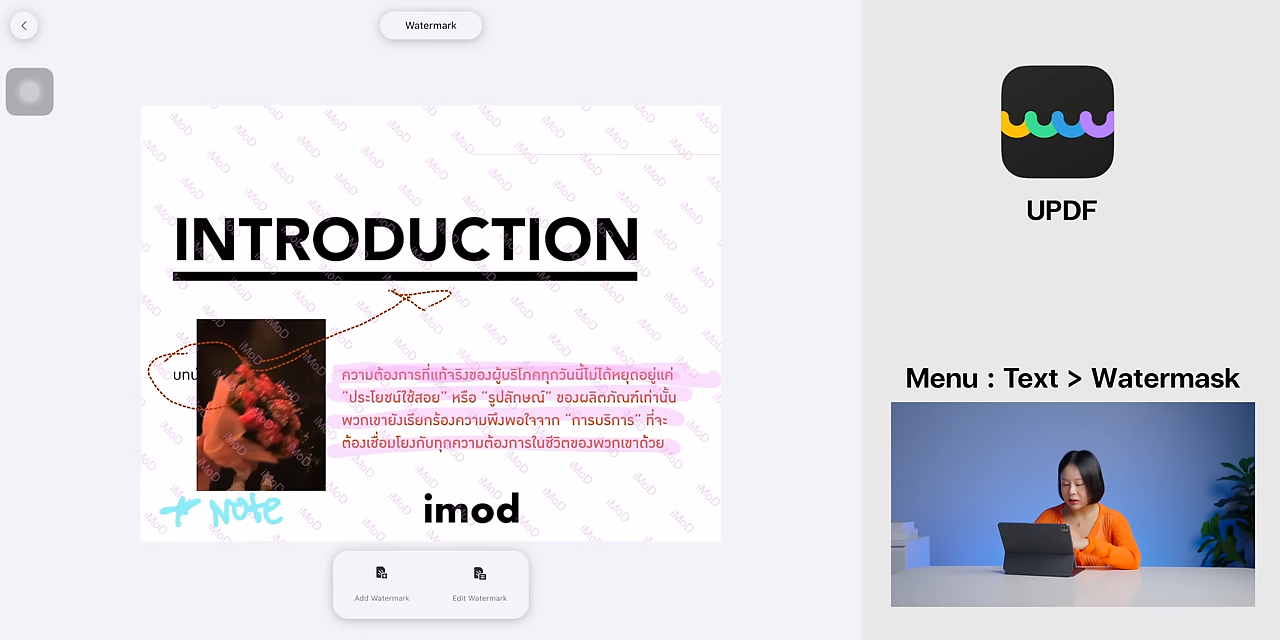 Watermark
iMoD
INTRODUCTION
บทน
ความต้องการที่แท้จริงของผู้บริโภคทุกวันนี้ไม่ได้หยุดอยู่แค่
“ประโยชน์ใช้สอย” หรือ “รูปลักษณ์” ของผลิตภัณฑ์เท่านั้น
พวกเขายังเรียกร้องความพึงพอใจจาก “การบริการ” ที่จะ
ต้องเชื่อมโยงกับทุกความต้องการในชีวิตของพวกเขาด้วย
+ Note
imod
Add Watermark
Edit Watermark
UPDF
Menu : Text > Watermask